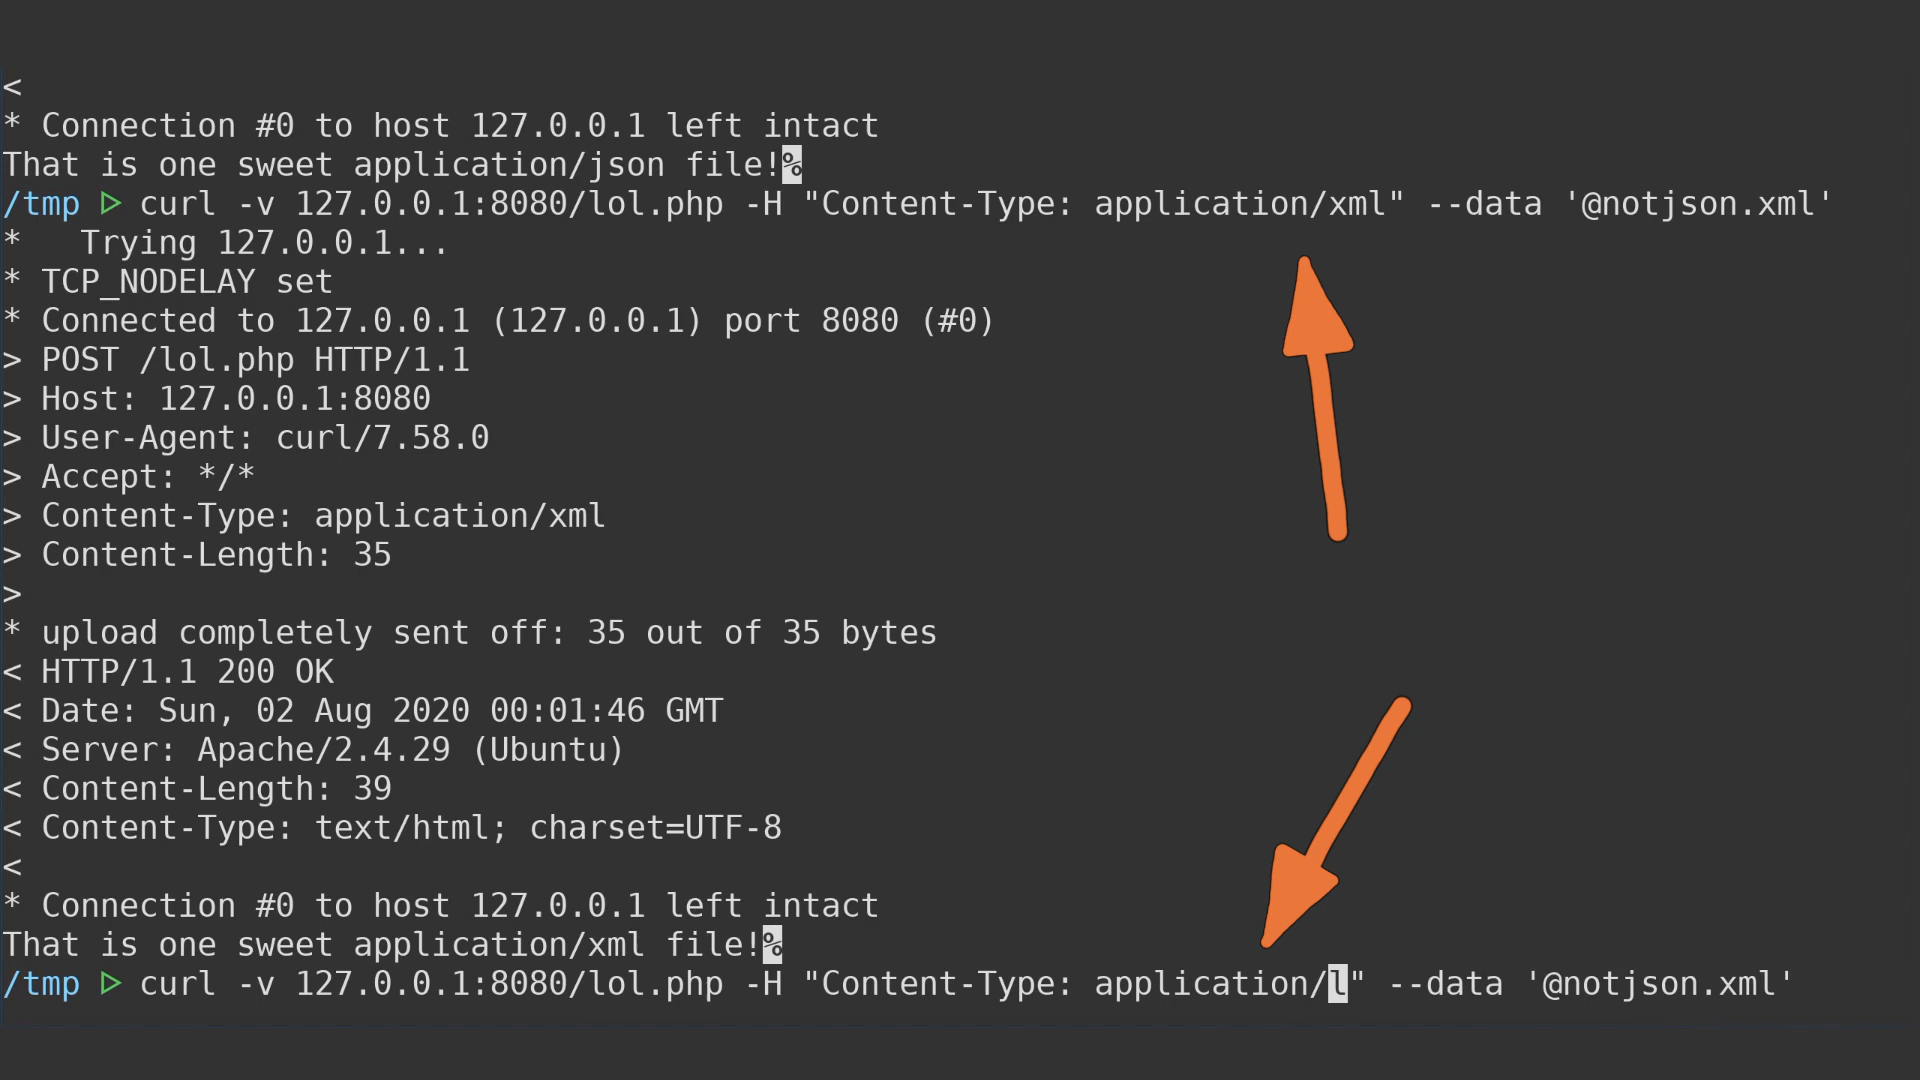 <
* Connection #0 to host 127.0.0.1 left intact
That is one sweet application/json file!%
/tmp ▷ curl -v 127.0.0.1:8080/lol.php -H "Content-Type: application/xml" --data '@notjson.xml'
*   Trying 127.0.0.1...
* TCP_NODELAY set
* Connected to 127.0.0.1 (127.0.0.1) port 8080 (#0)
> POST /lol.php HTTP/1.1
> Host: 127.0.0.1:8080
> User-Agent: curl/7.58.0
> Accept: */*
> Content-Type: application/xml
> Content-Length: 35
>
* upload completely sent off: 35 out of 35 bytes
< HTTP/1.1 200 OK
< Date: Sun, 02 Aug 2020 00:01:46 GMT
< Server: Apache/2.4.29 (Ubuntu)
< Content-Length: 39
< Content-Type: text/html; charset=UTF-8
<
* Connection #0 to host 127.0.0.1 left intact
That is one sweet application/xml file!%
/tmp ▷ curl -v 127.0.0.1:8080/lol.php -H "Content-Type: application/l" --data '@notjson.xml'